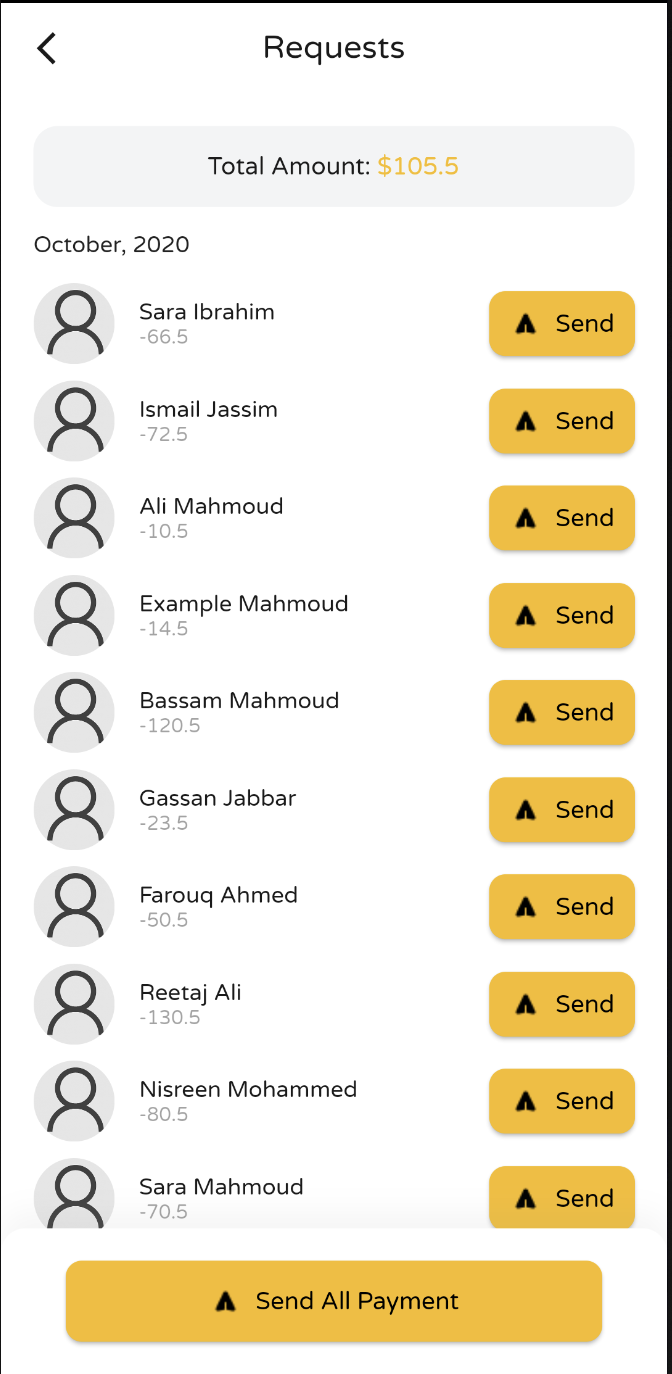 Requests
Total Amount: $105.5
October, 2020
Sara Ibrahim
-66.5
Send
Ismail Jassim
-72.5
Send
Ali Mahmoud
-10.5
Send
Example Mahmoud
-14.5
Send
Bassam Mahmoud
-120.5
Send
Gassan Jabbar
-23.5
Send
Farouq Ahmed
-50.5
Send
Reetaj Ali
-130.5
Send
Nisreen Mohammed
-80.5
Send
Sara Mahmoud
-70.5
Send
Send All Payment